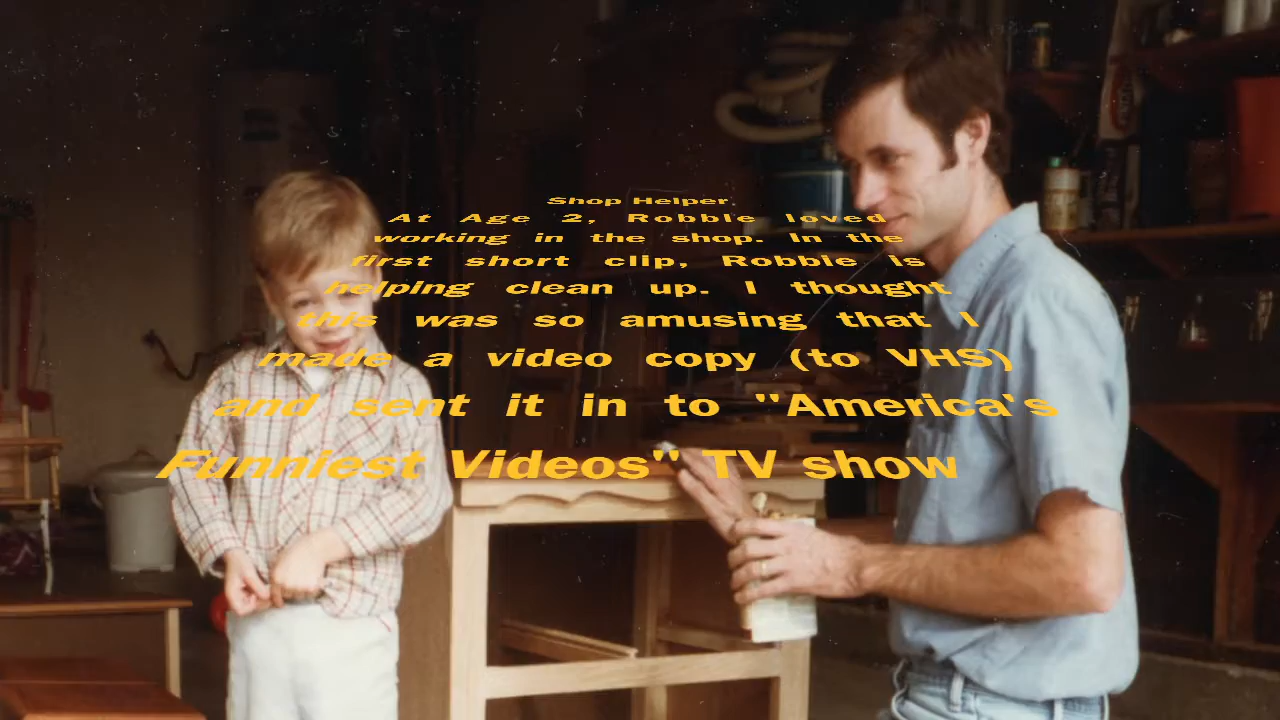 Shop Helper.
At Age 2, Robbie loved
working in the shop. In the
first short clip, Robbie is
helping clean up. I thought
this was so amusing that I
made a video copy (to VHS)
and sent it in to "America's
Funniest Videos" TV show